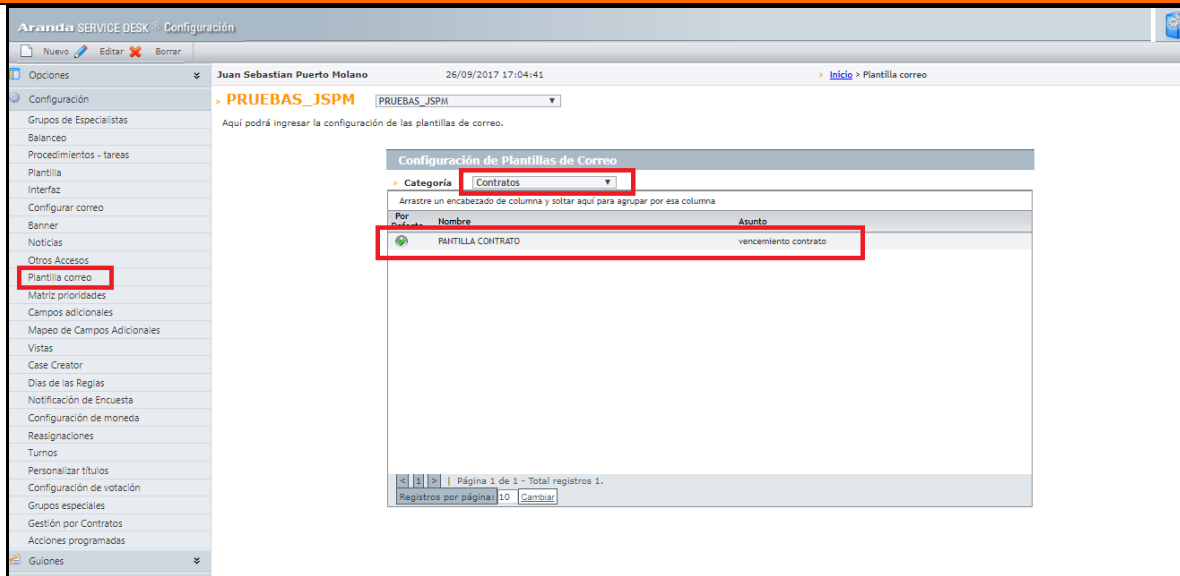 Aranda SERVICE DESK ® Configuración
Nuevo Editar Borrar
Opciones
Juan Sebastian Puerto Molano 26/09/2017 17:04:41 » Inicio > Plantilla correo
Configuración
» PRUEBAS_JSPM PRUEBAS_JSPM
Aquí podrá ingresar la configuración de las plantillas de correo.
Grupos de Especialistas
Balanceo
Procedimientos - tareas
Plantilla
Interfaz
Configurar correo
Banner
Noticias
Otros Accesos
Plantilla correo
Matriz prioridades
Campos adicionales
Mapeo de Campos Adicionales
Vistas
Case Creator
Dias de las Reglas
Notificación de Encuesta
Configuración de moneda
Reasignaciones
Turnos
Personalizar títulos
Configuración de votación
Grupos especiales
Gestión por Contratos
Acciones programadas
Guiones
Configuración de Plantillas de Correo
» Categoría Contratos
Arrastre un encabezado de columna y soltar aquí para agrupar por esa columna
Por Defecto Nombre Asunto
PANTILLA CONTRATO vencemiento contrato
< 1 > | Página 1 de 1 - Total registros 1.
Registros por página: 10 Cambiar